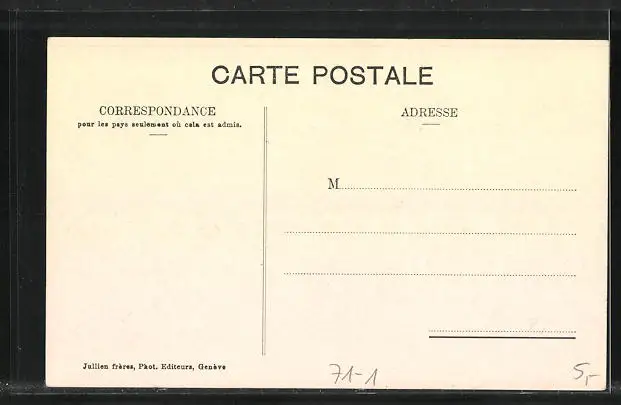 CARTE POSTALE
CORRESPONDANCE
pour les pays seulement où cela est admis.
ADRESSE
M
Jullien frères, Phot. Editeurs, Genève
71-1
5,-